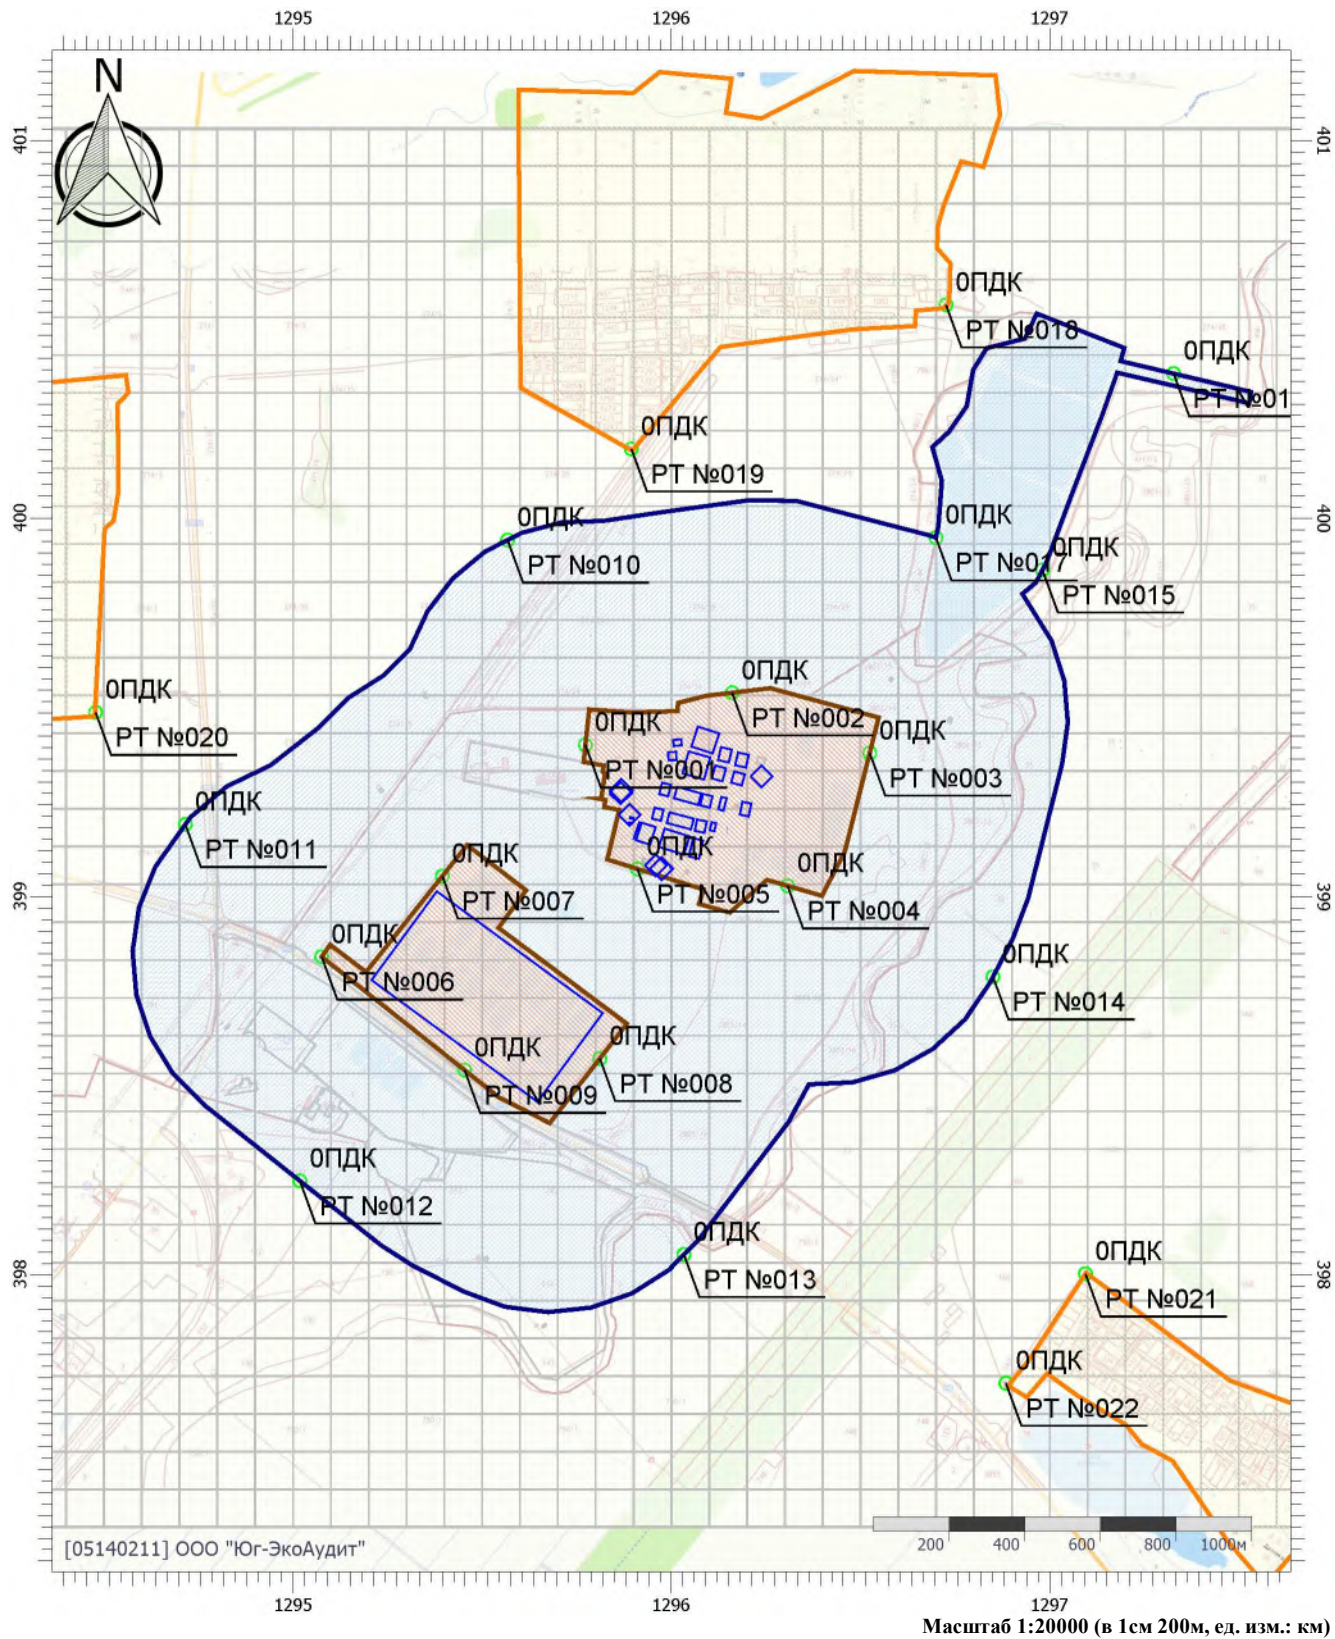 1295 1296 1297
N
401 401
0ПДК
РТ №018
0ПДК
РТ №01
0ПДК
РТ №019
400 400
0ПДК
РТ №010
0ПДК
РТ №017
0ПДК
РТ №015
0ПДК
РТ №020
0ПДК
РТ №002
0ПДК
РТ №001
0ПДК
РТ №003
0ПДК
РТ №011
0ПДК
РТ №005
0ПДК
РТ №004
0ПДК
РТ №007
399 399
0ПДК
РТ №006
0ПДК
РТ №014
0ПДК
РТ №008
0ПДК
РТ №009
0ПДК
РТ №012
0ПДК
РТ №013
398 398
0ПДК
РТ №021
0ПДК
РТ №022
[05140211] ООО "Юг-ЭкоАудит"
200 400 600 800 1000м
1295 1296 1297
Масштаб 1:20000 (в 1см 200м, ед. изм.: км)